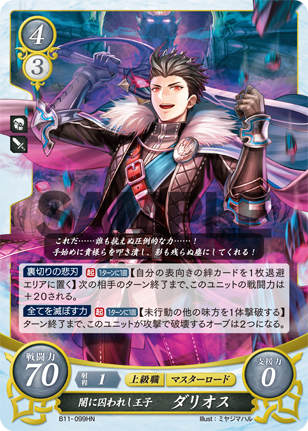 4
3
これだ……誰も抗えぬ圧倒的な力……!
手始めに貴様らを叩き潰し、影も残らぬ塵にしてくれる!
裏切りの悲刃 起 1ターンに1回 【自分の表向きの絆カードを1枚退避
エリアに置く】次の相手のターン終了まで、このユニットの戦闘力は
+20される。
全てを滅ぼす力 起 1ターンに1回 【未行動の他の味方を1体撃破する】
ターン終了まで、このユニットが攻撃で破壊するオーブは2つになる。
戦闘力
70
射程 1 上級職 マスターロード
支援力
0
闇に囚われし王子 ダリオス
B11-099HN
Illust:ミヤジマハル